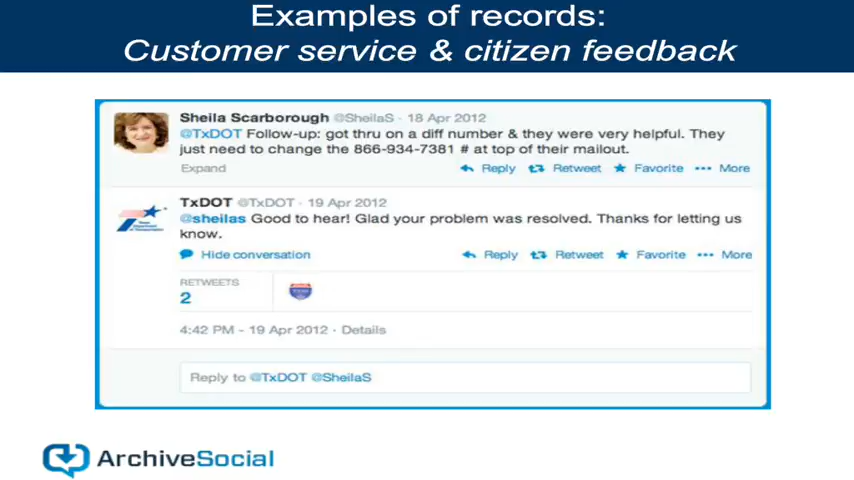 Examples of records:
Customer service & citizen feedback
Sheila Scarborough @SheilaS · 18 Apr 2012
@TxDOT Follow-up: got thru on a diff number & they were very helpful. They
just need to change the 866-934-7381 # at top of their mailout.
Expand Reply Retweet Favorite More
TxDOT @TxDOT · 19 Apr 2012
@sheilas Good to hear! Glad your problem was resolved. Thanks for letting us
know.
Hide conversation Reply Retweet Favorite More
RETWEETS
2
4:42 PM - 19 Apr 2012 · Details
Reply to @TxDOT @SheilaS
ArchiveSocial